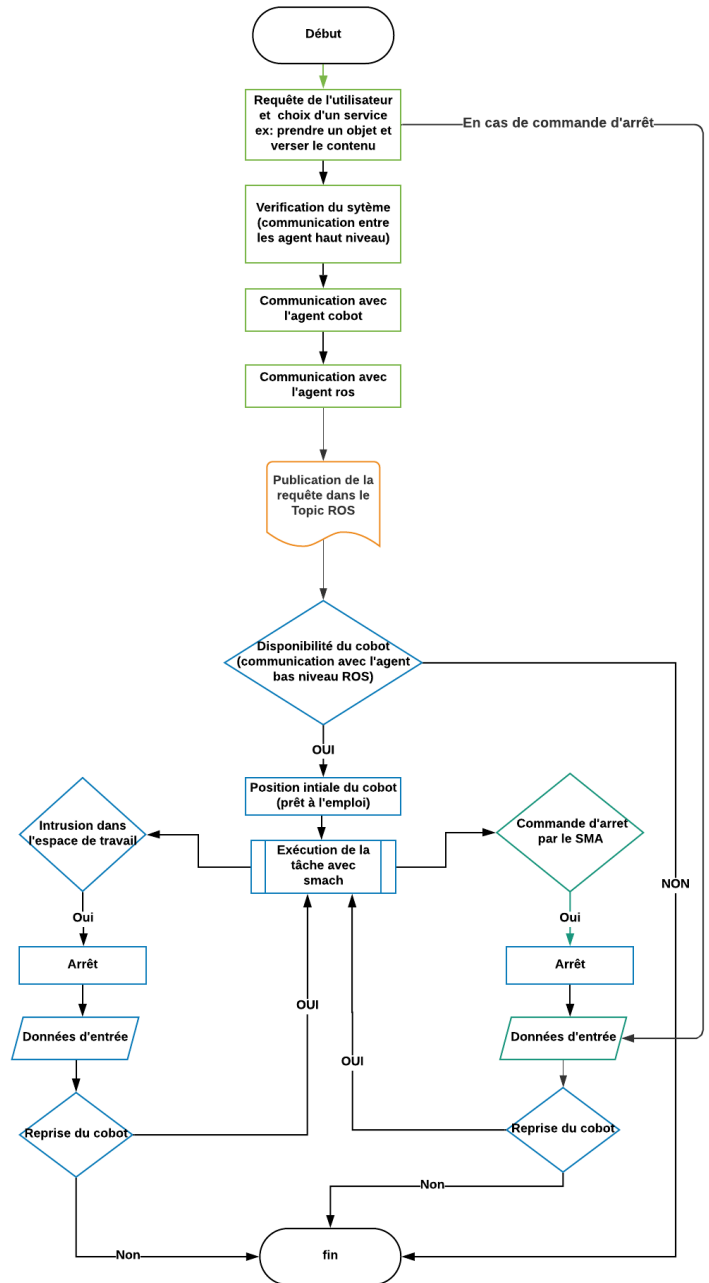 Début
Requête de l'utilisateur
et choix d'un service
ex: prendre un objet et
verser le contenu
En cas de commande d'arrêt
Verification du sytème
(communication entre
les agent haut niveau)
Communication avec
l'agent cobot
Communication avec
l'agent ros
Publication de la
requête dans le
Topic ROS
Disponibilité du cobot
(communication avec l'agent
bas niveau ROS)
OUI
Position intiale du cobot
(prêt à l'emploi)
Intrusion dans
l'espace de travail
Exécution de la
tâche avec
smach
Commande d'arret
par le SMA
NON
Oui
Oui
Arrêt
Arrêt
OUI
Données d'entrée
Données d'entrée
OUI
Reprise du cobot
Reprise du cobot
Non
Non
fin